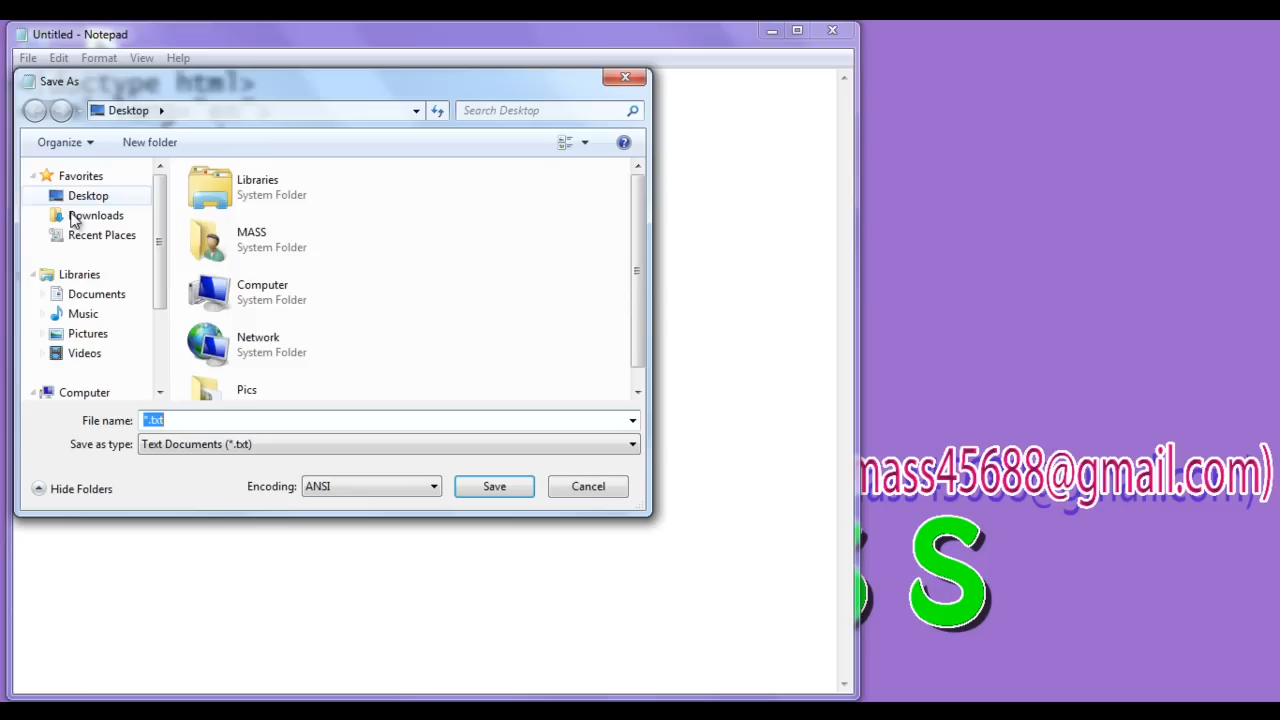 Untitled - Notepad
File Edit Format View Help
ctype html>
Save As
Desktop
Search Desktop
Organize New folder
Favorites
Desktop
Downloads
Recent Places
Libraries
Documents
Music
Pictures
Videos
Computer
Libraries
System Folder
MASS
System Folder
Computer
System Folder
Network
System Folder
Pics
File name: *.txt
Save as type: Text Documents (*.txt)
Hide Folders
Encoding: ANSI Save Cancel
mass45688@gmail.com)
S S